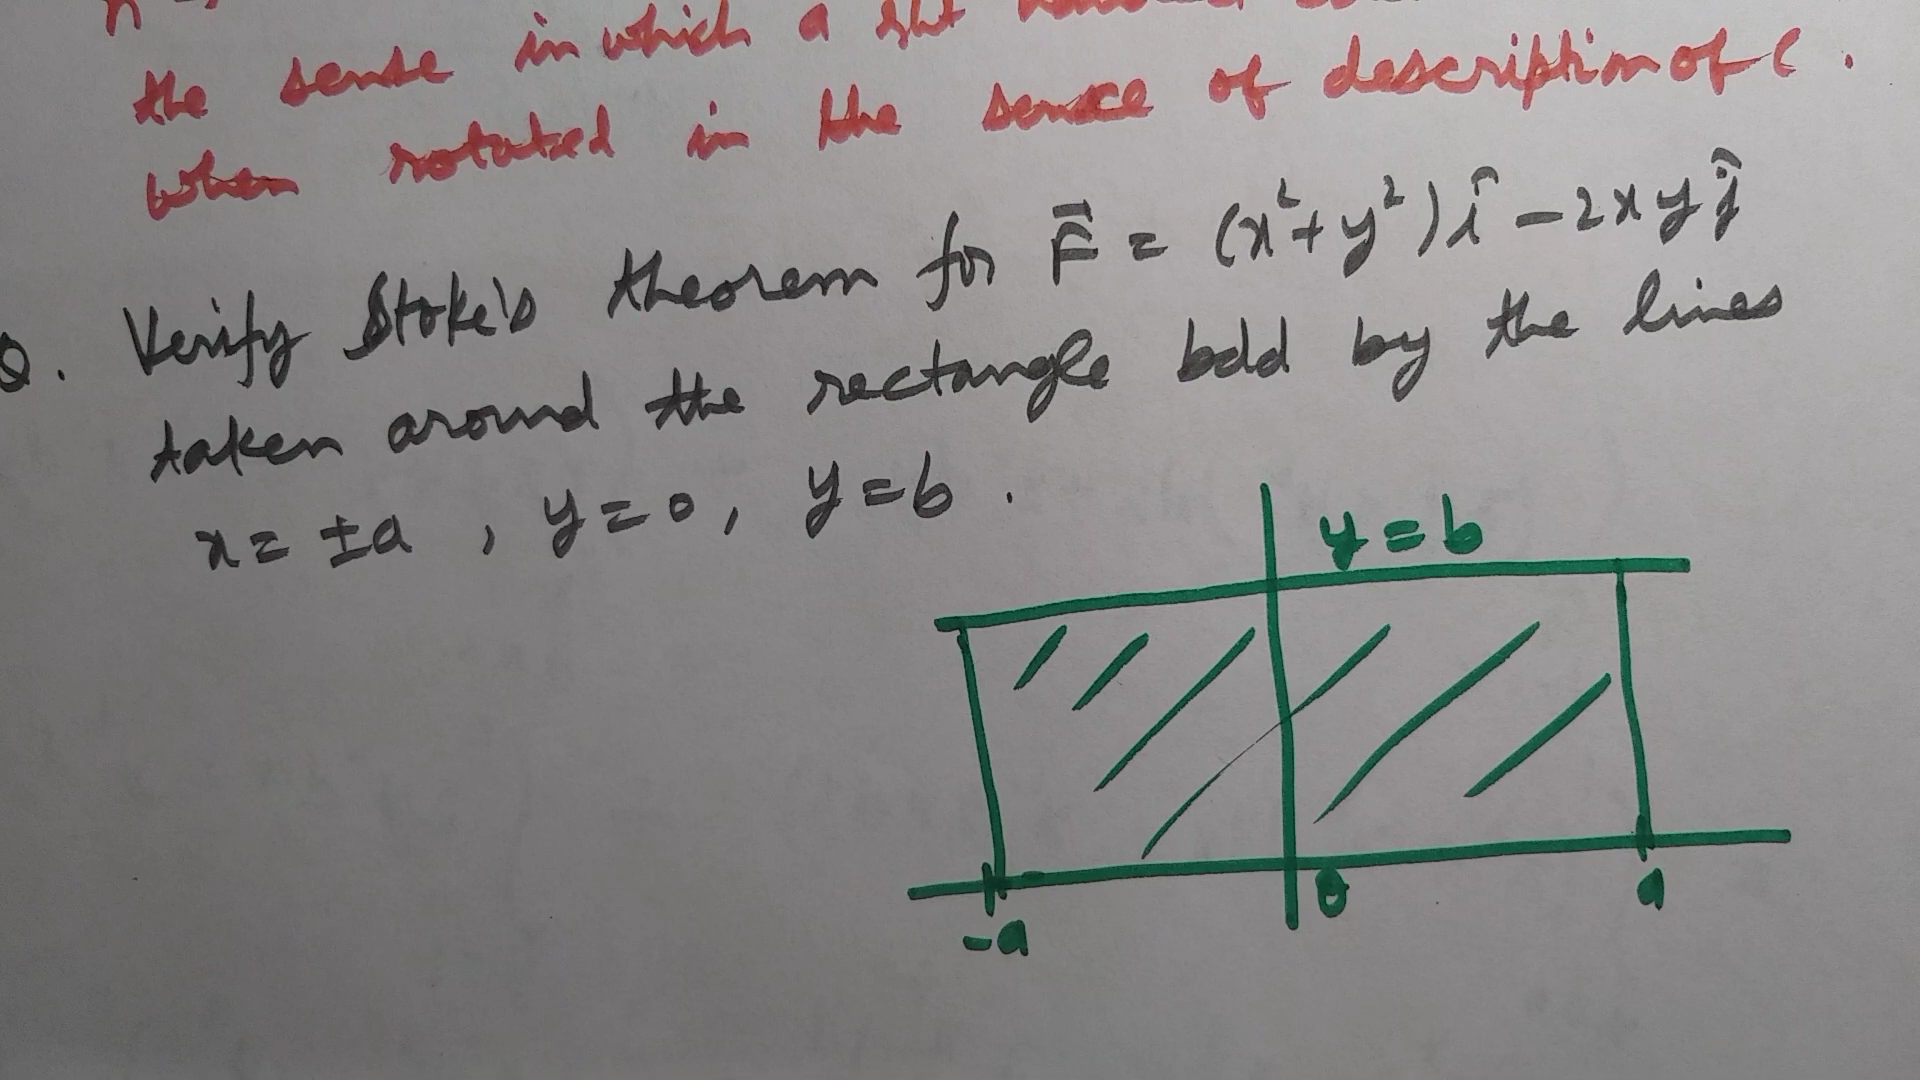 the sense in which a
when rotated in the sense of description of C.
Q. Verify Stoke's theorem for F⃗ = (x²+y²)î − 2xyĵ
taken around the rectangle bdd by the lines
x = ±a, y = 0, y = b.
y = b
-a 0 a